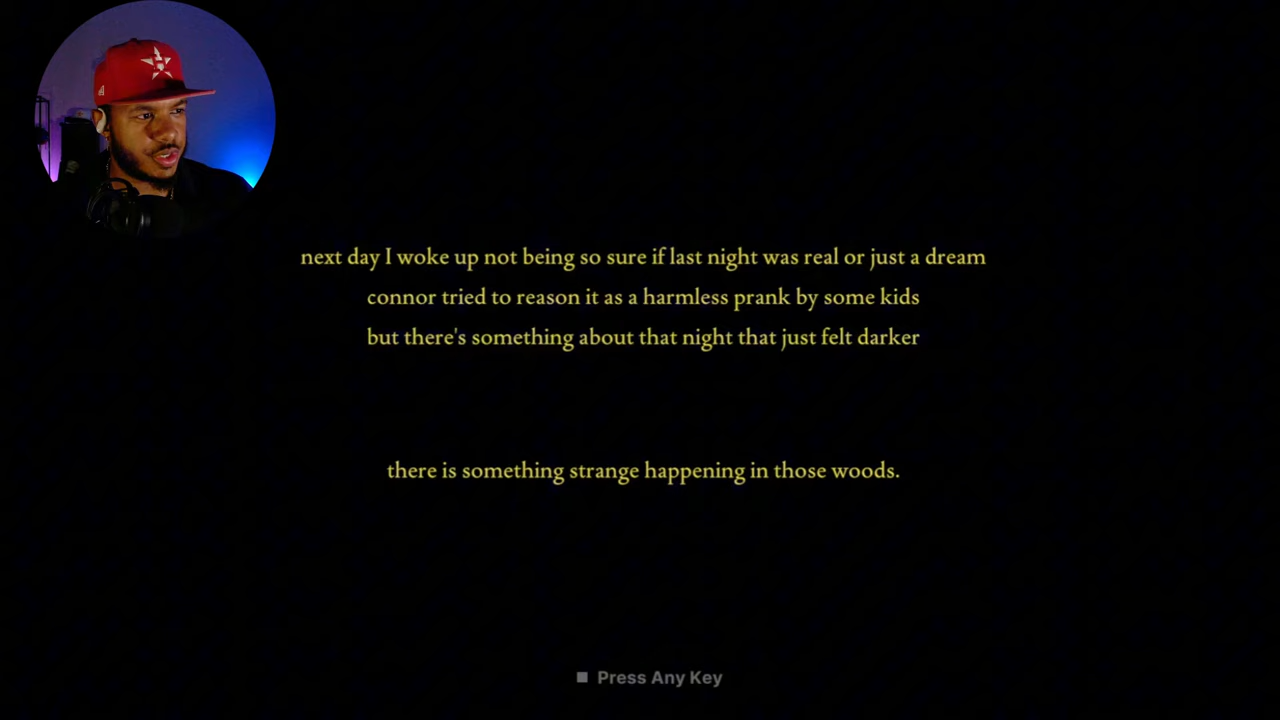 next day I woke up not being so sure if last night was real or just a dream
connor tried to reason it as a harmless prank by some kids
but there's something about that night that just felt darker
there is something strange happening in those woods.
Press Any Key